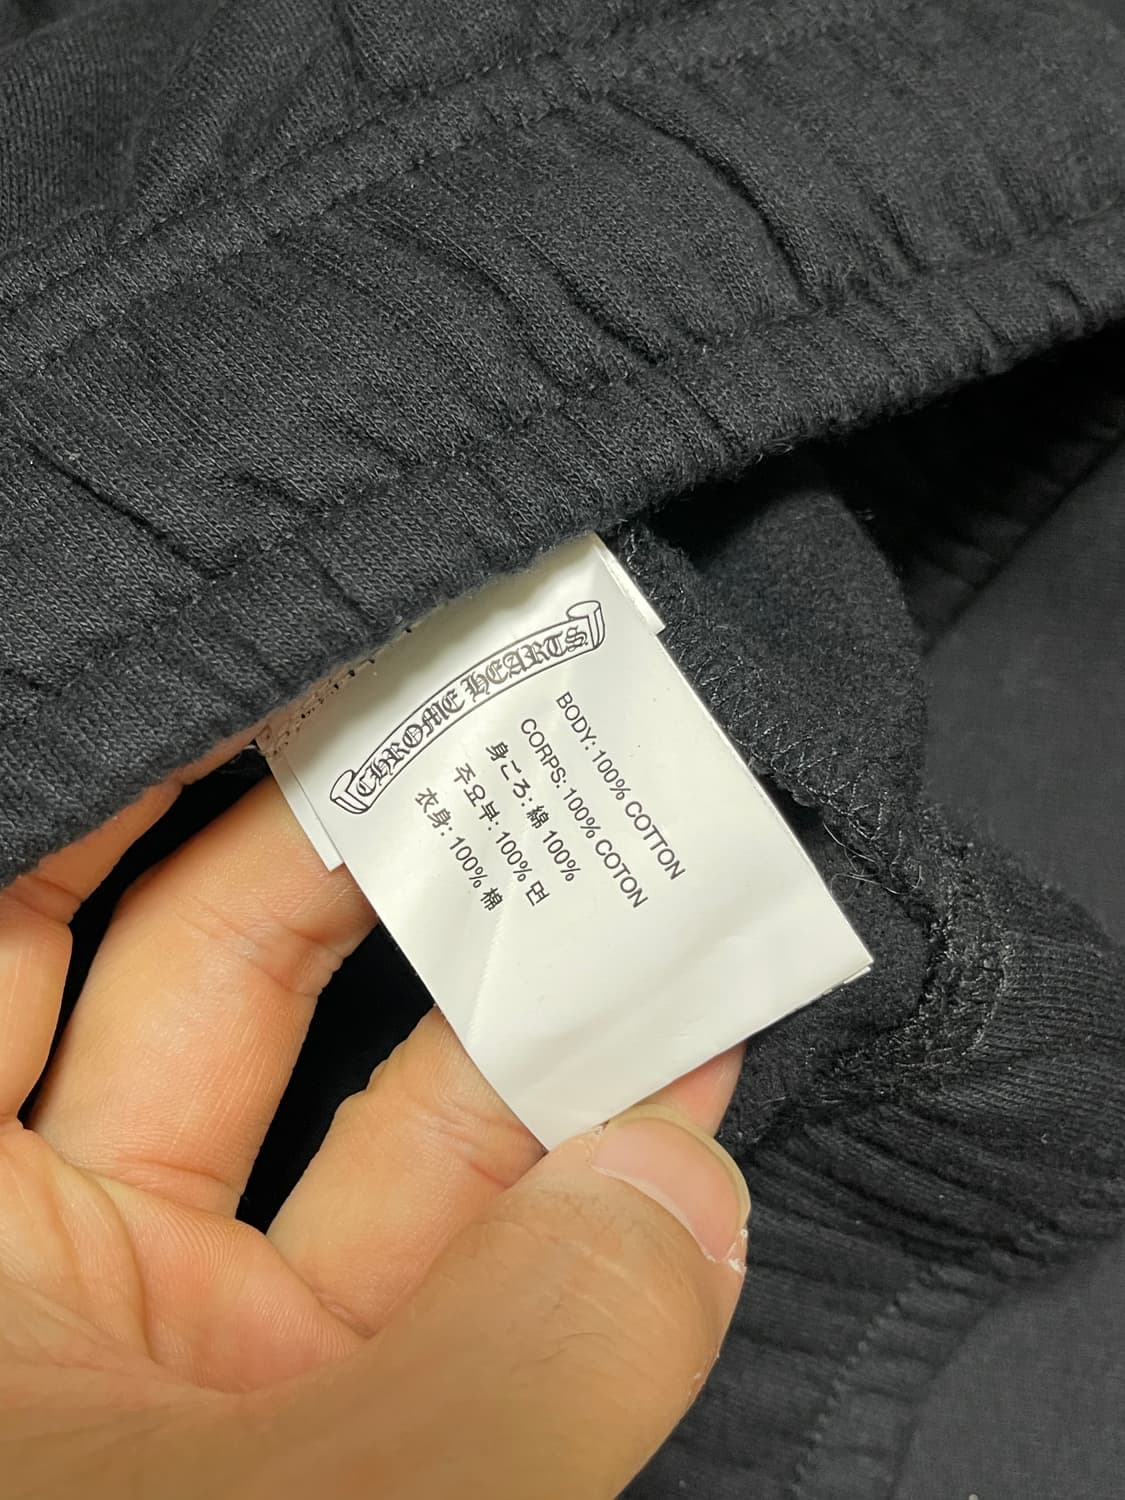 CHROME HEARTS
BODY: 100% COTTON
CORPS: 100% COTON
身ごろ: 綿 100%
주요부: 100% 면
衣身: 100% 棉